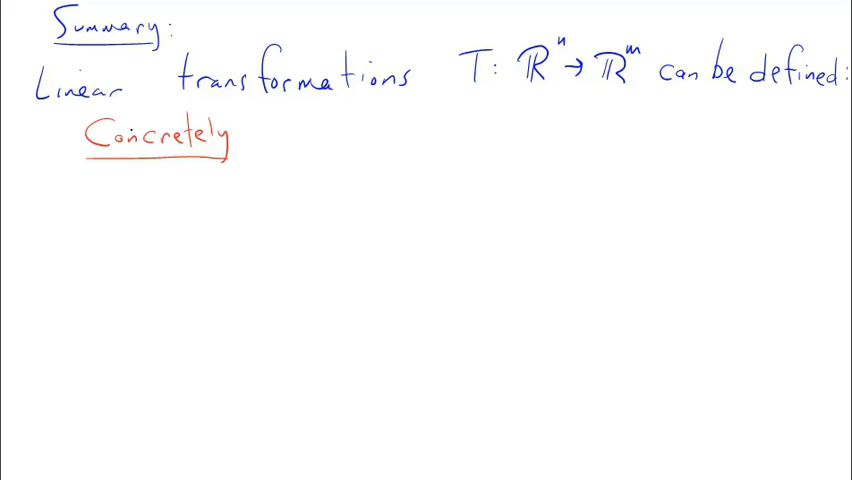 Summary:
Linear transformations T: ℝⁿ → ℝᵐ can be defined:
Concretely